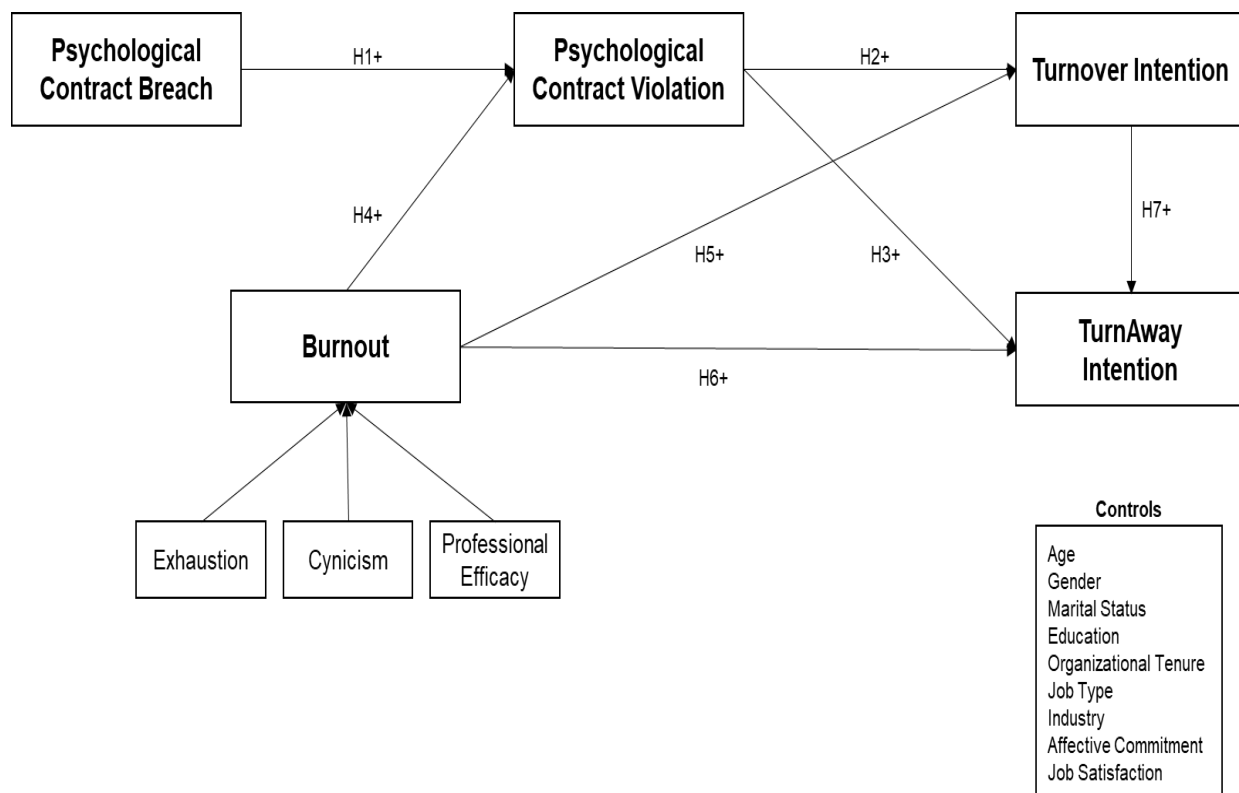 Psychological
Contract Breach
H1+
Psychological
Contract Violation
H2+
Turnover Intention
H4+
H5+
H3+
H7+
Burnout
H6+
TurnAway
Intention
Exhaustion
Cynicism
Professional
Efficacy
Controls
Age
Gender
Marital Status
Education
Organizational Tenure
Job Type
Industry
Affective Commitment
Job Satisfaction